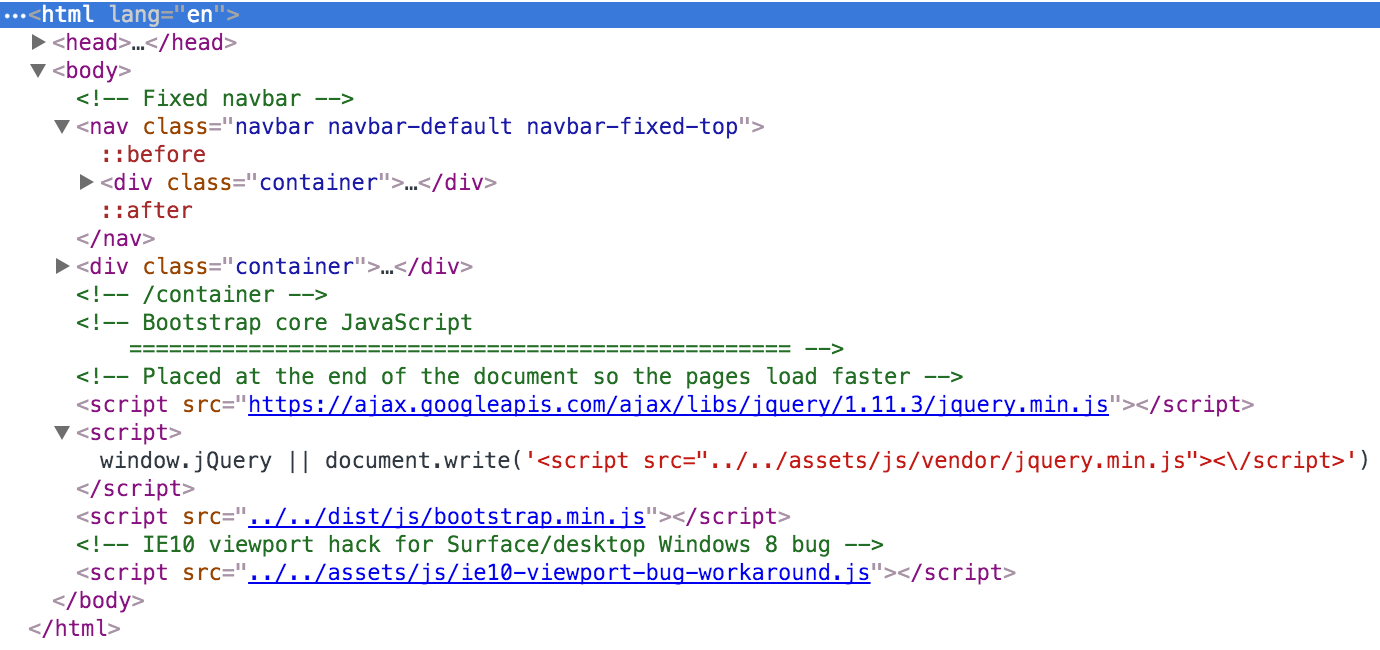 …<html lang="en">
▶<head>…</head>
▼<body>
<!-- Fixed navbar -->
▼<nav class="navbar navbar-default navbar-fixed-top">
::before
▶<div class="container">…</div>
::after
</nav>
▶<div class="container">…</div>
<!-- /container -->
<!-- Bootstrap core JavaScript
================================================== -->
<!-- Placed at the end of the document so the pages load faster -->
<script src="https://ajax.googleapis.com/ajax/libs/jquery/1.11.3/jquery.min.js"></script>
▼<script>
window.jQuery || document.write('<script src="../../assets/js/vendor/jquery.min.js"><\/script>')
</script>
<script src="../../dist/js/bootstrap.min.js"></script>
<!-- IE10 viewport hack for Surface/desktop Windows 8 bug -->
<script src="../../assets/js/ie10-viewport-bug-workaround.js"></script>
</body>
</html>